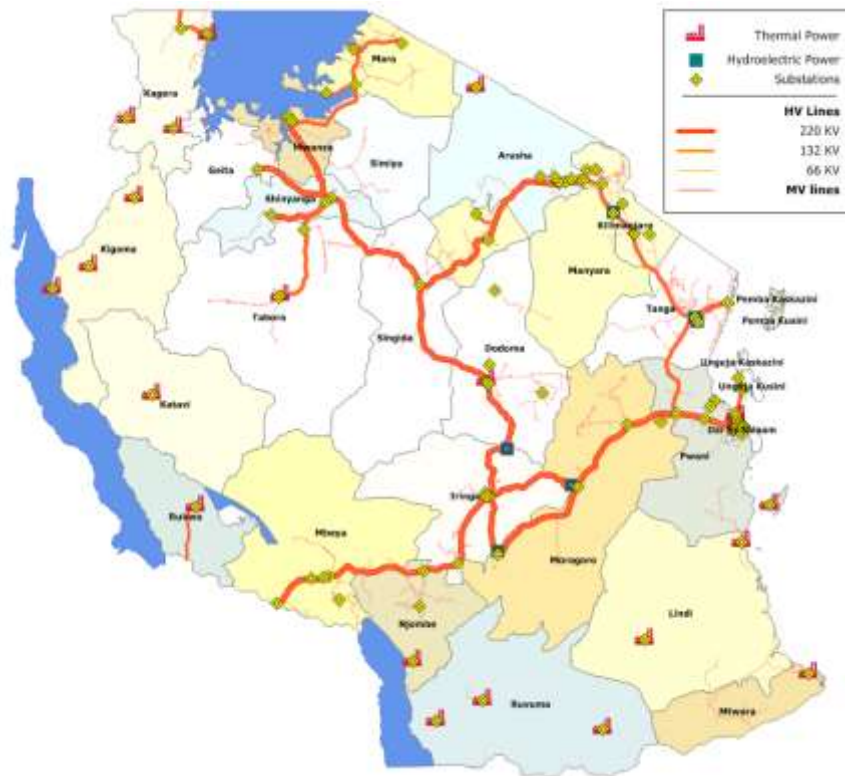 Thermal Power
Hydroelectric Power
Substations
HV Lines
220 KV
132 KV
66 KV
MV lines
Kagera
Mara
Mwanza
Geita
Simiyu
Arusha
Shinyanga
Kilimanjaro
Kigoma
Manyara
Tanga
Pemba Kaskazini
Pemba Kusini
Tabora
Singida
Dodoma
Unguja Kaskazini
Unguja Kusini
Katavi
Dar Es Salaam
Pwani
Iringa
Rukwa
Mbeya
Morogoro
Njombe
Lindi
Ruvuma
Mtwara